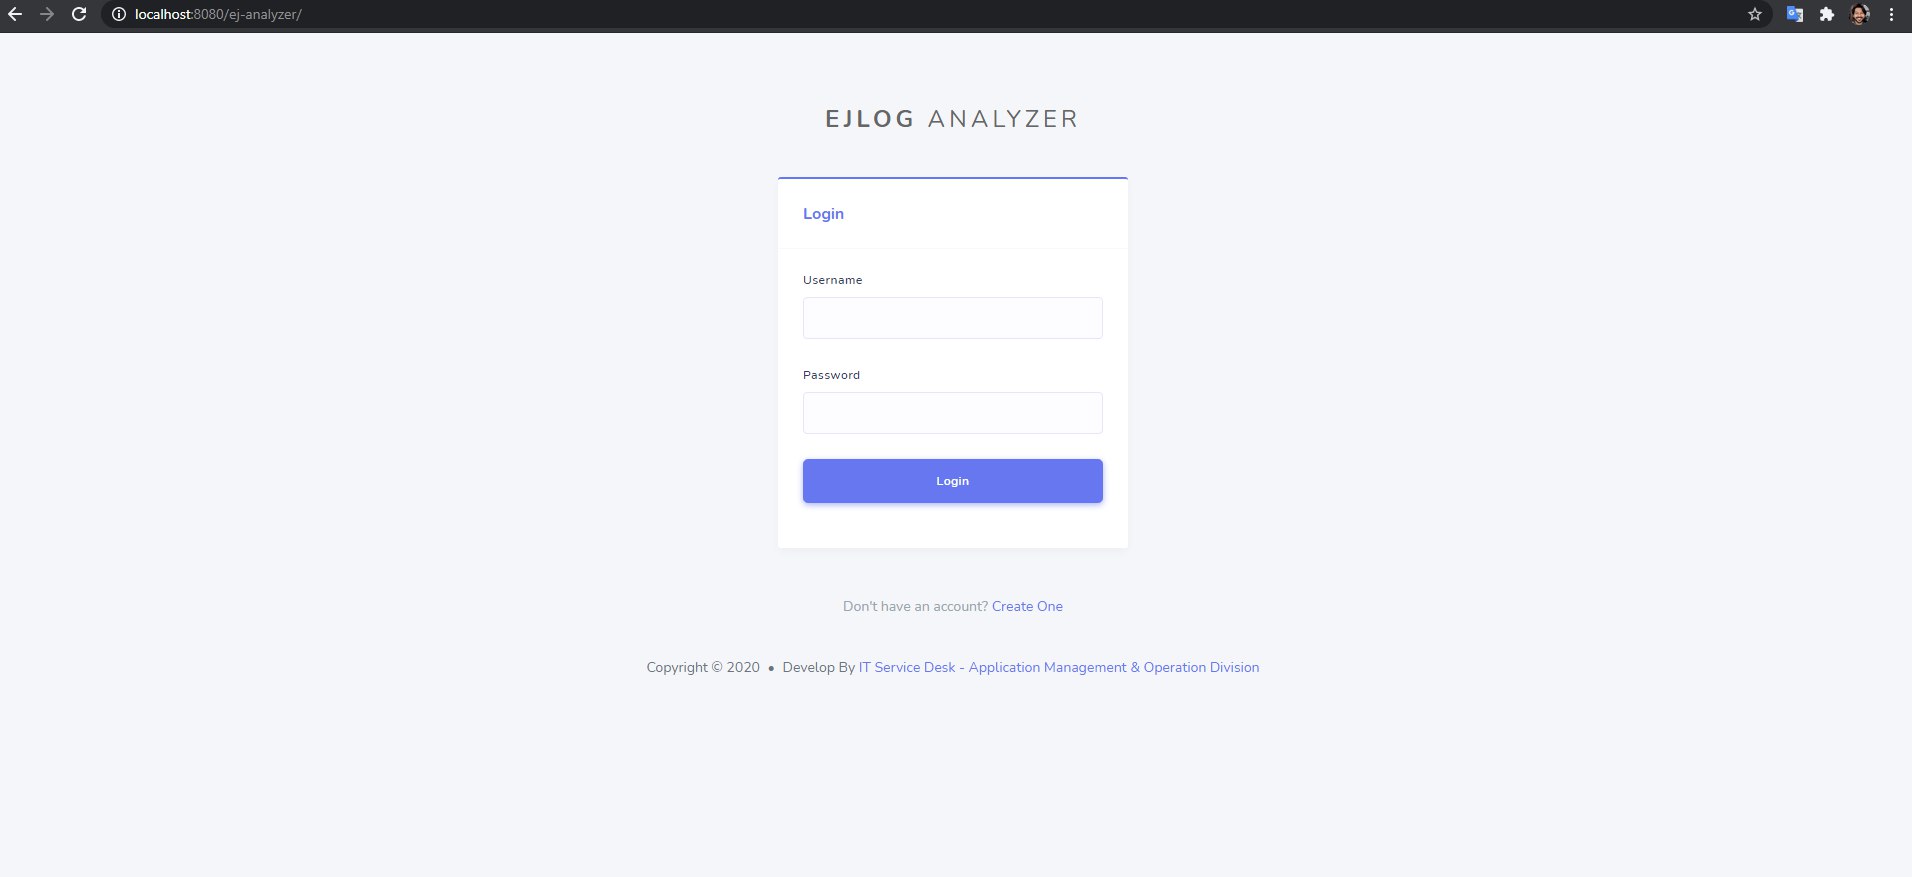 localhost:8080/ej-analyzer/
EJLOG ANALYZER
Login
Username
Password
Login
Don't have an account? Create One
Copyright © 2020 • Develop By IT Service Desk - Application Management & Operation Division